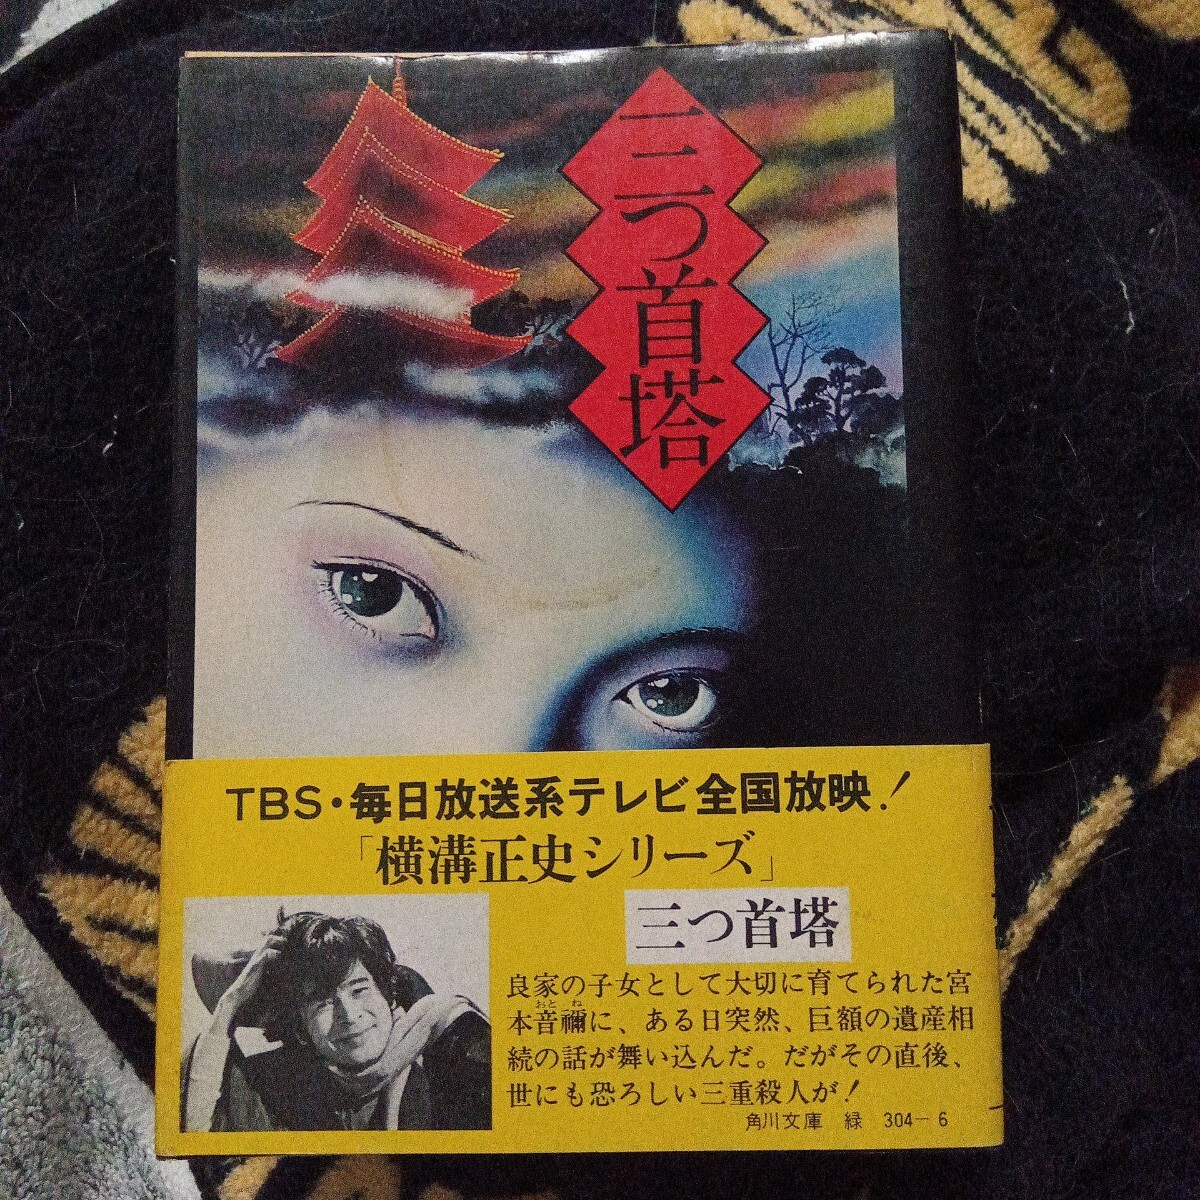 三つ首塔
TBS・毎日放送系テレビ全国放映!
「横溝正史シリーズ」
三つ首塔
良家の子女として大切に育てられた宮
本音禰に、ある日突然、巨額の遺産相
おとね
続の話が舞い込んだ。だがその直後、
世にも恐ろしい三重殺人が!
角川文庫 緑 304-6